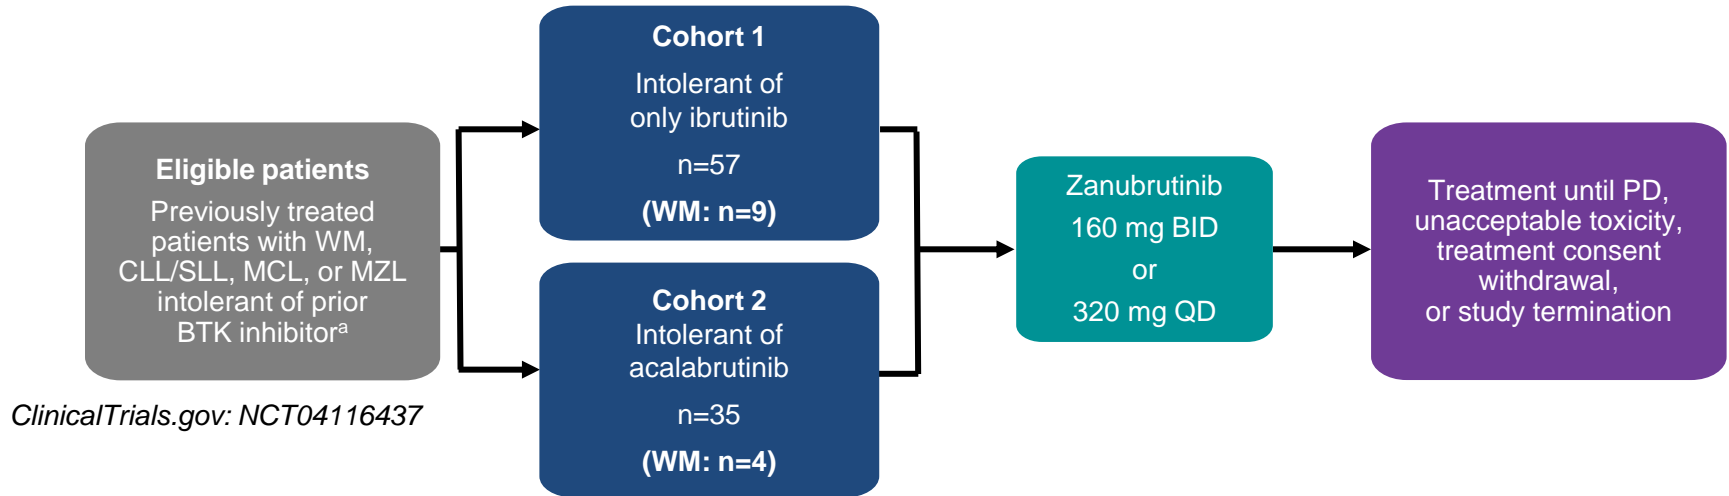 Eligible patients
Previously treated
patients with WM,
CLL/SLL, MCL, or MZL
intolerant of prior
BTK inhibitorᵃ
ClinicalTrials.gov: NCT04116437
Cohort 1
Intolerant of
only ibrutinib
n=57
(WM: n=9)
Cohort 2
Intolerant of
acalabrutinib
n=35
(WM: n=4)
Zanubrutinib
160 mg BID
or
320 mg QD
Treatment until PD,
unacceptable toxicity,
treatment consent
withdrawal,
or study termination